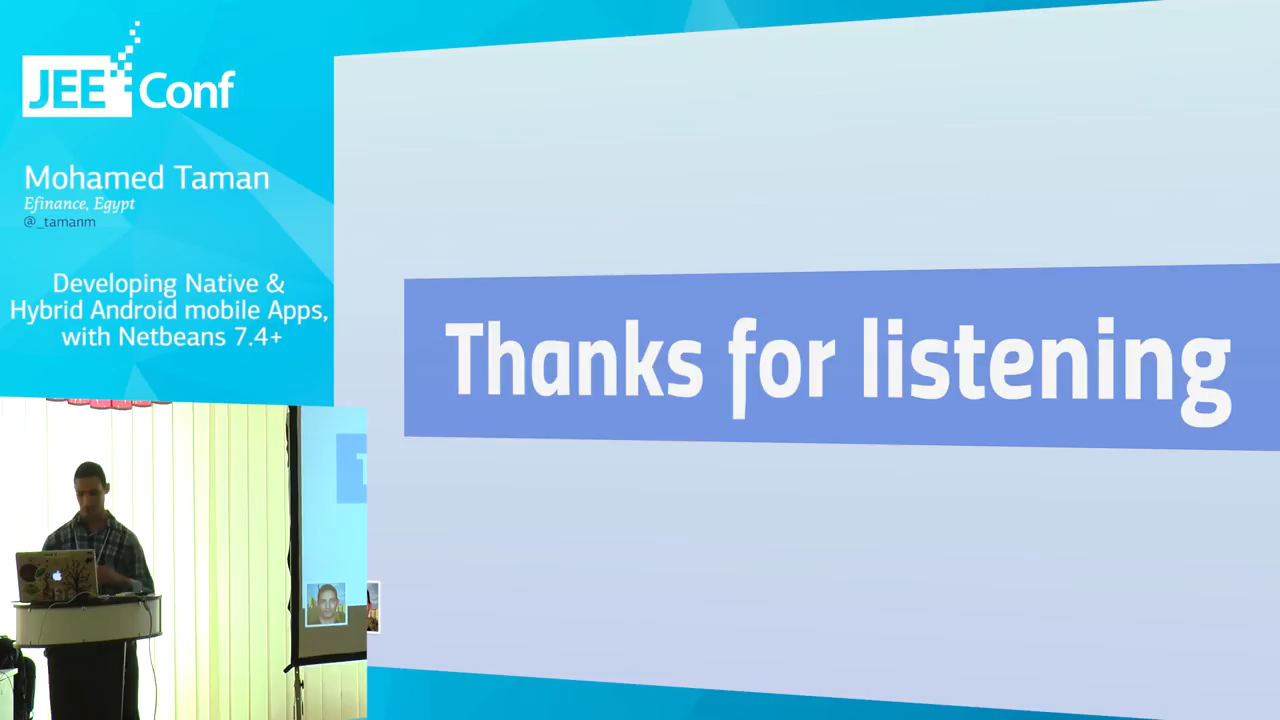 JEE Conf
Mohamed Taman
Efinance, Egypt
@_tamanm
Developing Native &
Hybrid Android mobile Apps,
with Netbeans 7.4+
Thanks for listening
T